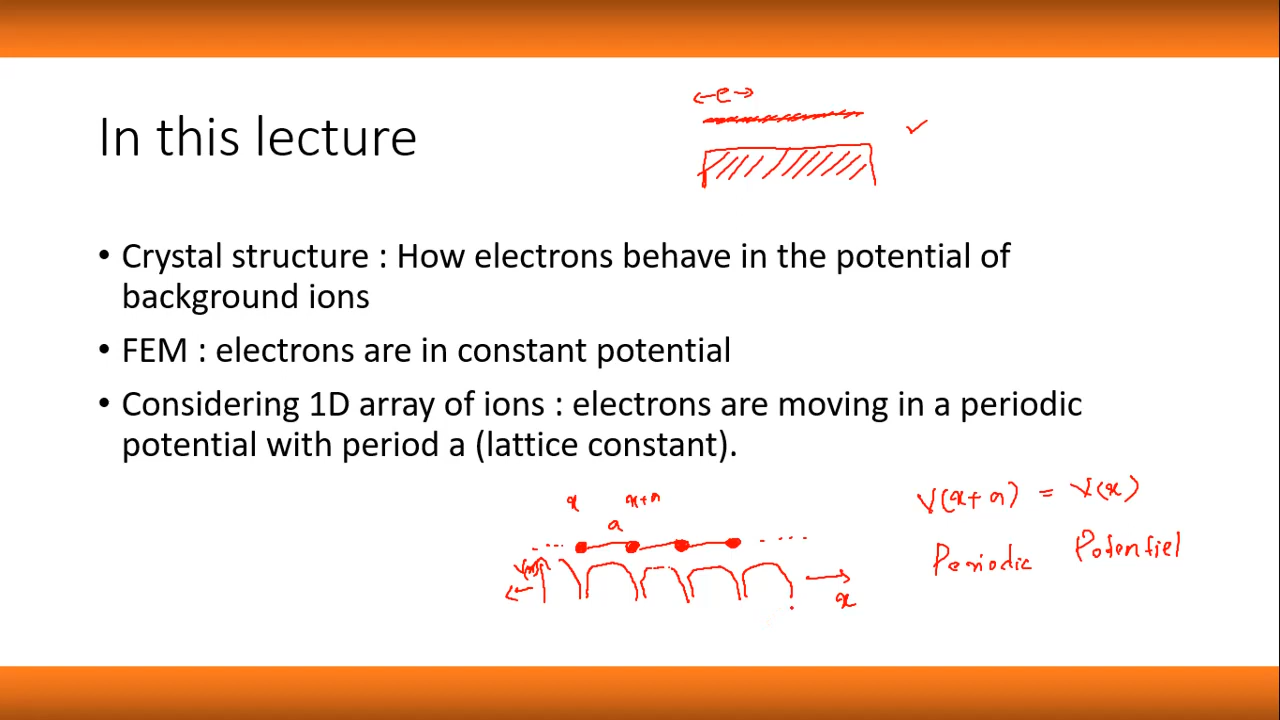 ← e →
In this lecture
• Crystal structure : How electrons behave in the potential of
background ions
• FEM : electrons are in constant potential
• Considering 1D array of ions : electrons are moving in a periodic
potential with period a (lattice constant).
x x+a
a
V(x+a) = V(x)
Periodic Potentiel
V(x)
x